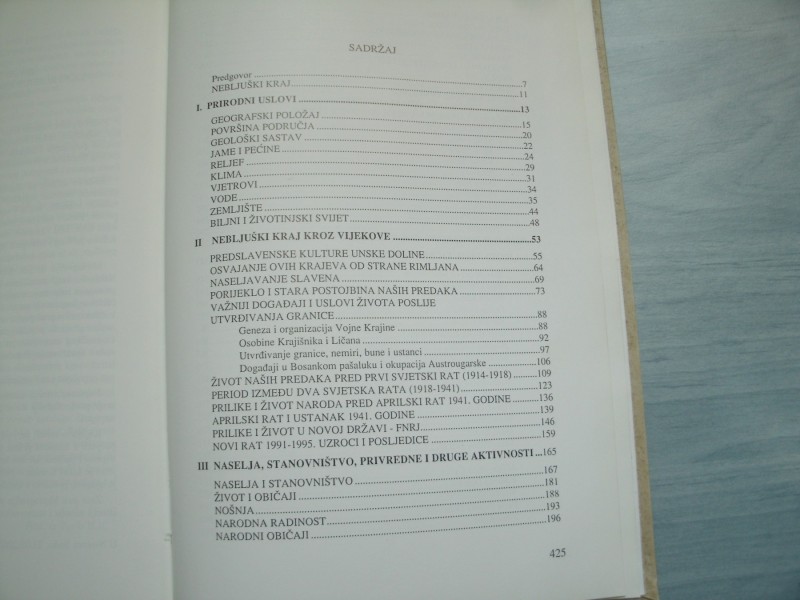 SADRŽAJ
Predgovor ........ 7
NEBLJUŠKI KRAJ ........ 11
I. PRIRODNI USLOVI ........ 13
GEOGRAFSKI POLOŽAJ ........ 15
POVRŠINA PODRUČJA ........ 20
GEOLOŠKI SASTAV ........ 22
JAME I PEĆINE ........ 24
RELJEF ........ 29
KLIMA ........ 31
VJETROVI ........ 34
VODE ........ 35
ZEMLJIŠTE ........ 44
BILJNI I ŽIVOTINJSKI SVIJET ........ 48
II NEBLJUŠKI KRAJ KROZ VIJEKOVE ........ 53
PREDSLAVENSKE KULTURE UNSKE DOLINE ........ 55
OSVAJANJE OVIH KRAJEVA OD STRANE RIMLJANA ........ 64
NASELJAVANJE SLAVENA ........ 69
PORIJEKLO I STARA POSTOJBINA NAŠIH PREDAKA ........ 73
VAŽNIJI DOGAĐAJI I USLOVI ŽIVOTA POSLIJE
UTVRĐIVANJA GRANICE ........ 88
Geneza i organizacija Vojne Krajine ........ 88
Osobine Krajišnika i Ličana ........ 92
Utvrđivanje granice, nemiri, bune i ustanci ........ 97
Događaji u Bosankom pašaluku i okupacija Austrougarske ........ 106
ŽIVOT NAŠIH PREDAKA PRED PRVI SVJETSKI RAT (1914-1918) ........ 109
PERIOD IZMEĐU DVA SVJETSKA RATA (1918-1941) ........ 123
PRILIKE I ŽIVOT NARODA PRED APRILSKI RAT 1941. GODINE ........ 136
APRILSKI RAT I USTANAK 1941. GODINE ........ 139
PRILIKE I ŽIVOT U NOVOJ DRŽAVI - FNRJ ........ 146
NOVI RAT 1991-1995. UZROCI I POSLJEDICE ........ 159
III NASELJA, STANOVNIŠTVO, PRIVREDNE I DRUGE AKTIVNOSTI ... 165
NASELJA I STANOVNIŠTVO ........ 167
ŽIVOT I OBIČAJI ........ 181
NOŠNJA ........ 188
NARODNA RADINOST ........ 193
NARODNI OBIČAJI ........ 196
425